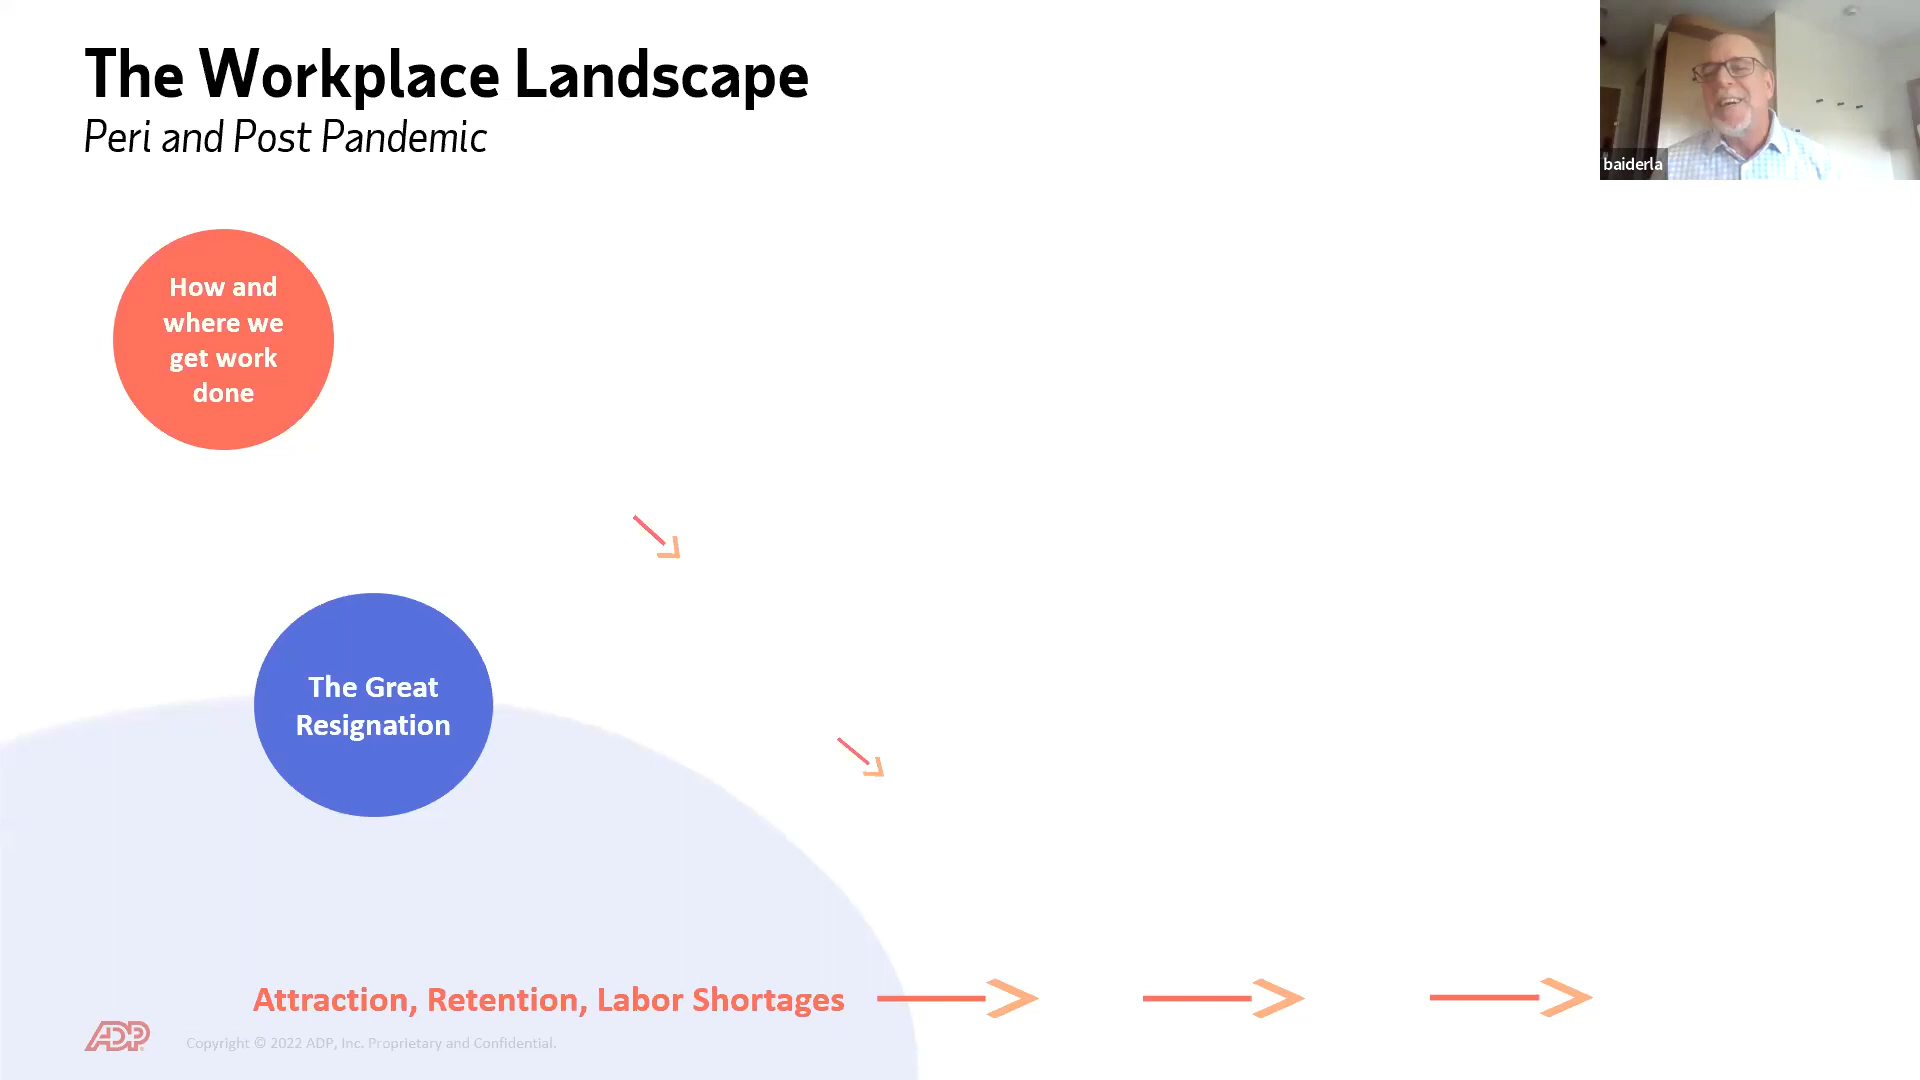 The Workplace Landscape
Peri and Post Pandemic
baiderla
How and
where we
get work
done
The Great
Resignation
Attraction, Retention, Labor Shortages
ADP
Copyright © 2022 ADP, Inc. Proprietary and Confidential.